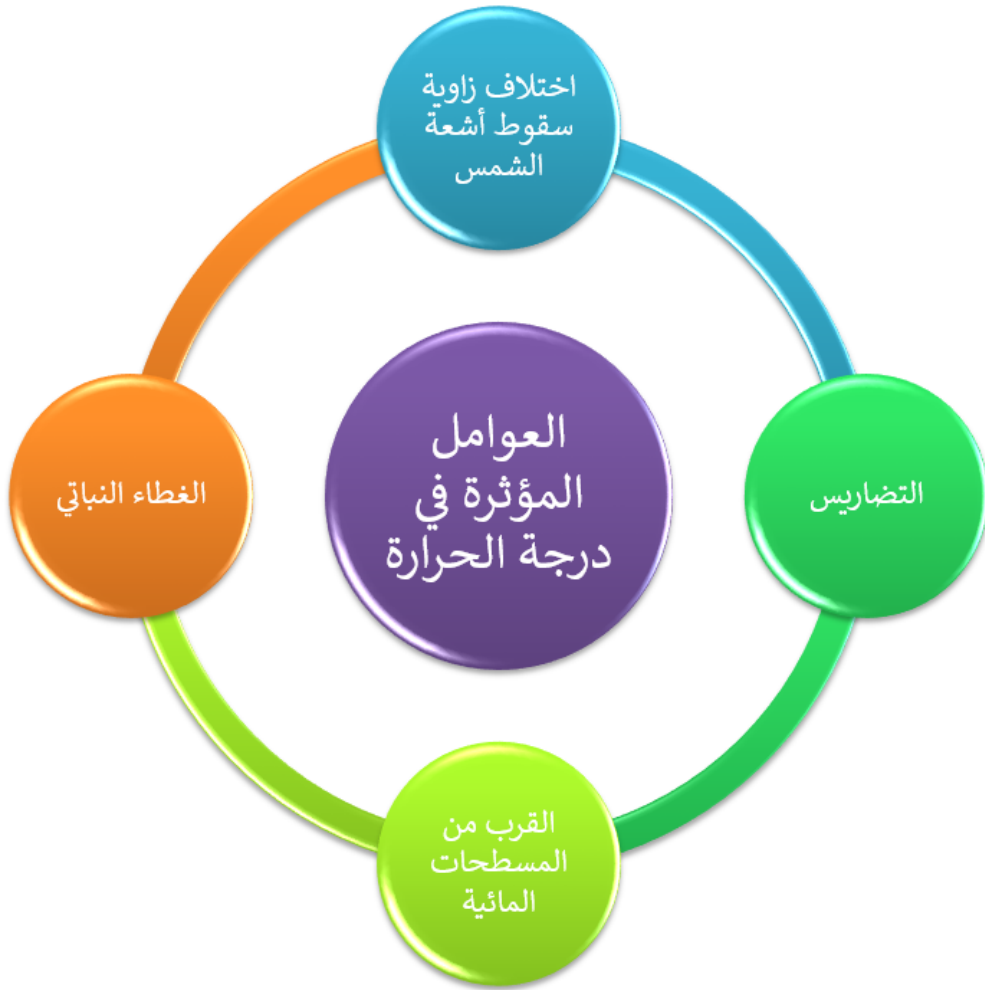 اختلاف زاوية
سقوط أشعة
الشمس
التضاريس
القرب من
المسطحات
المائية
الغطاء النباتي
العوامل
المؤثرة في
درجة الحرارة